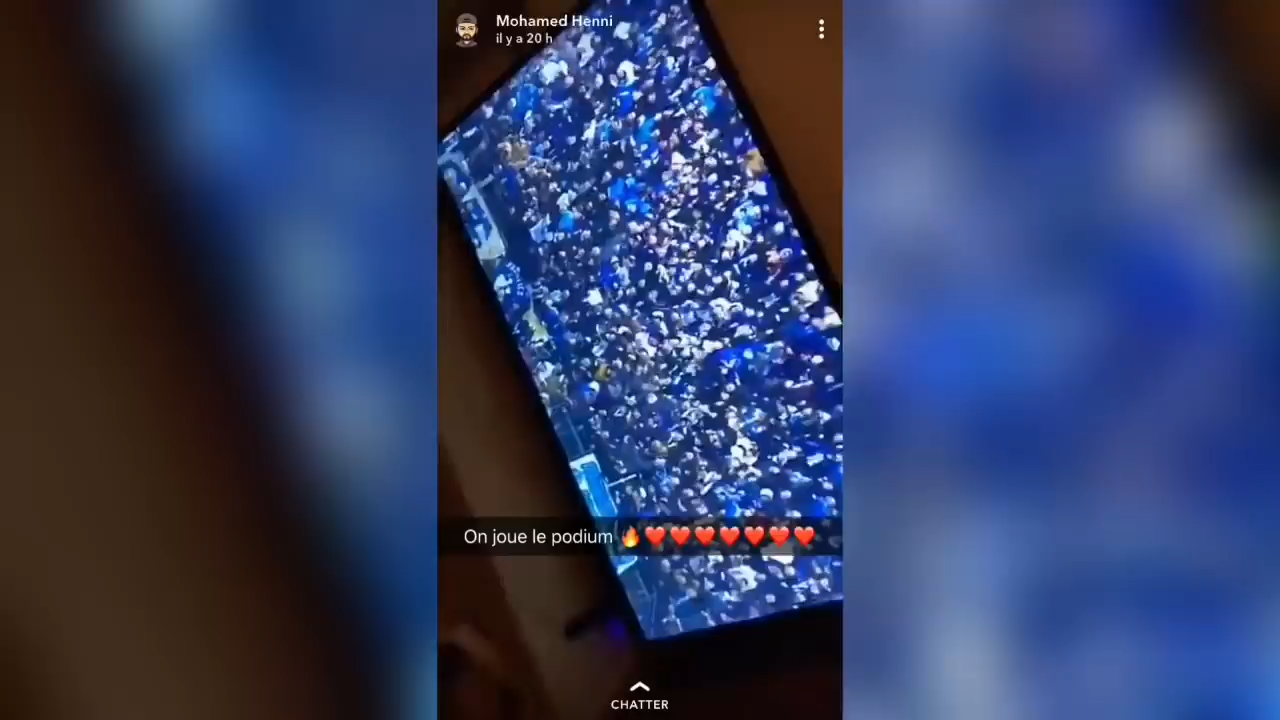 Mohamed Henni
il y a 20 h
On joue le podium 🔥❤️❤️❤️❤️❤️❤️❤️
CHATTER